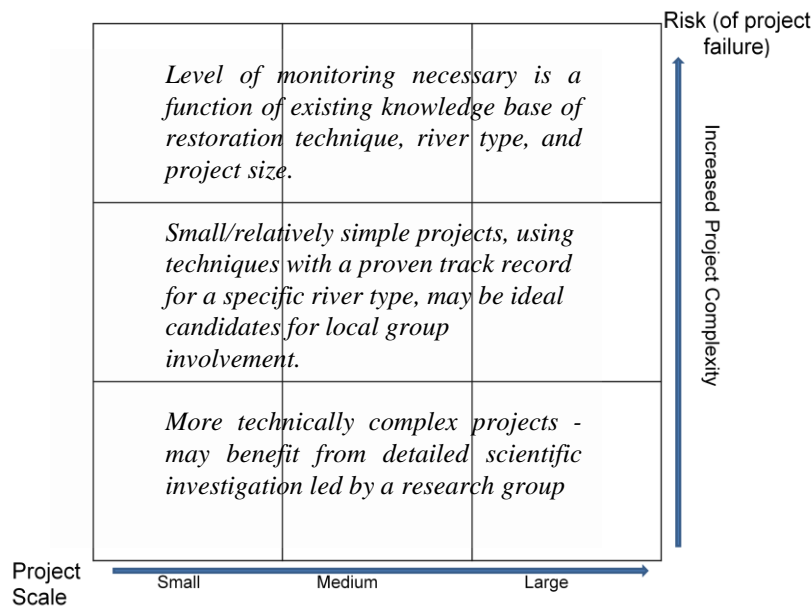 Risk (of project
failure)
Level of monitoring necessary is a
function of existing knowledge base of
restoration technique, river type, and
project size.
Small/relatively simple projects, using
techniques with a proven track record
for a specific river type, may be ideal
candidates for local group
involvement.
More technically complex projects -
may benefit from detailed scientific
investigation led by a research group
Increased Project Complexity
Project
Scale
Small Medium Large